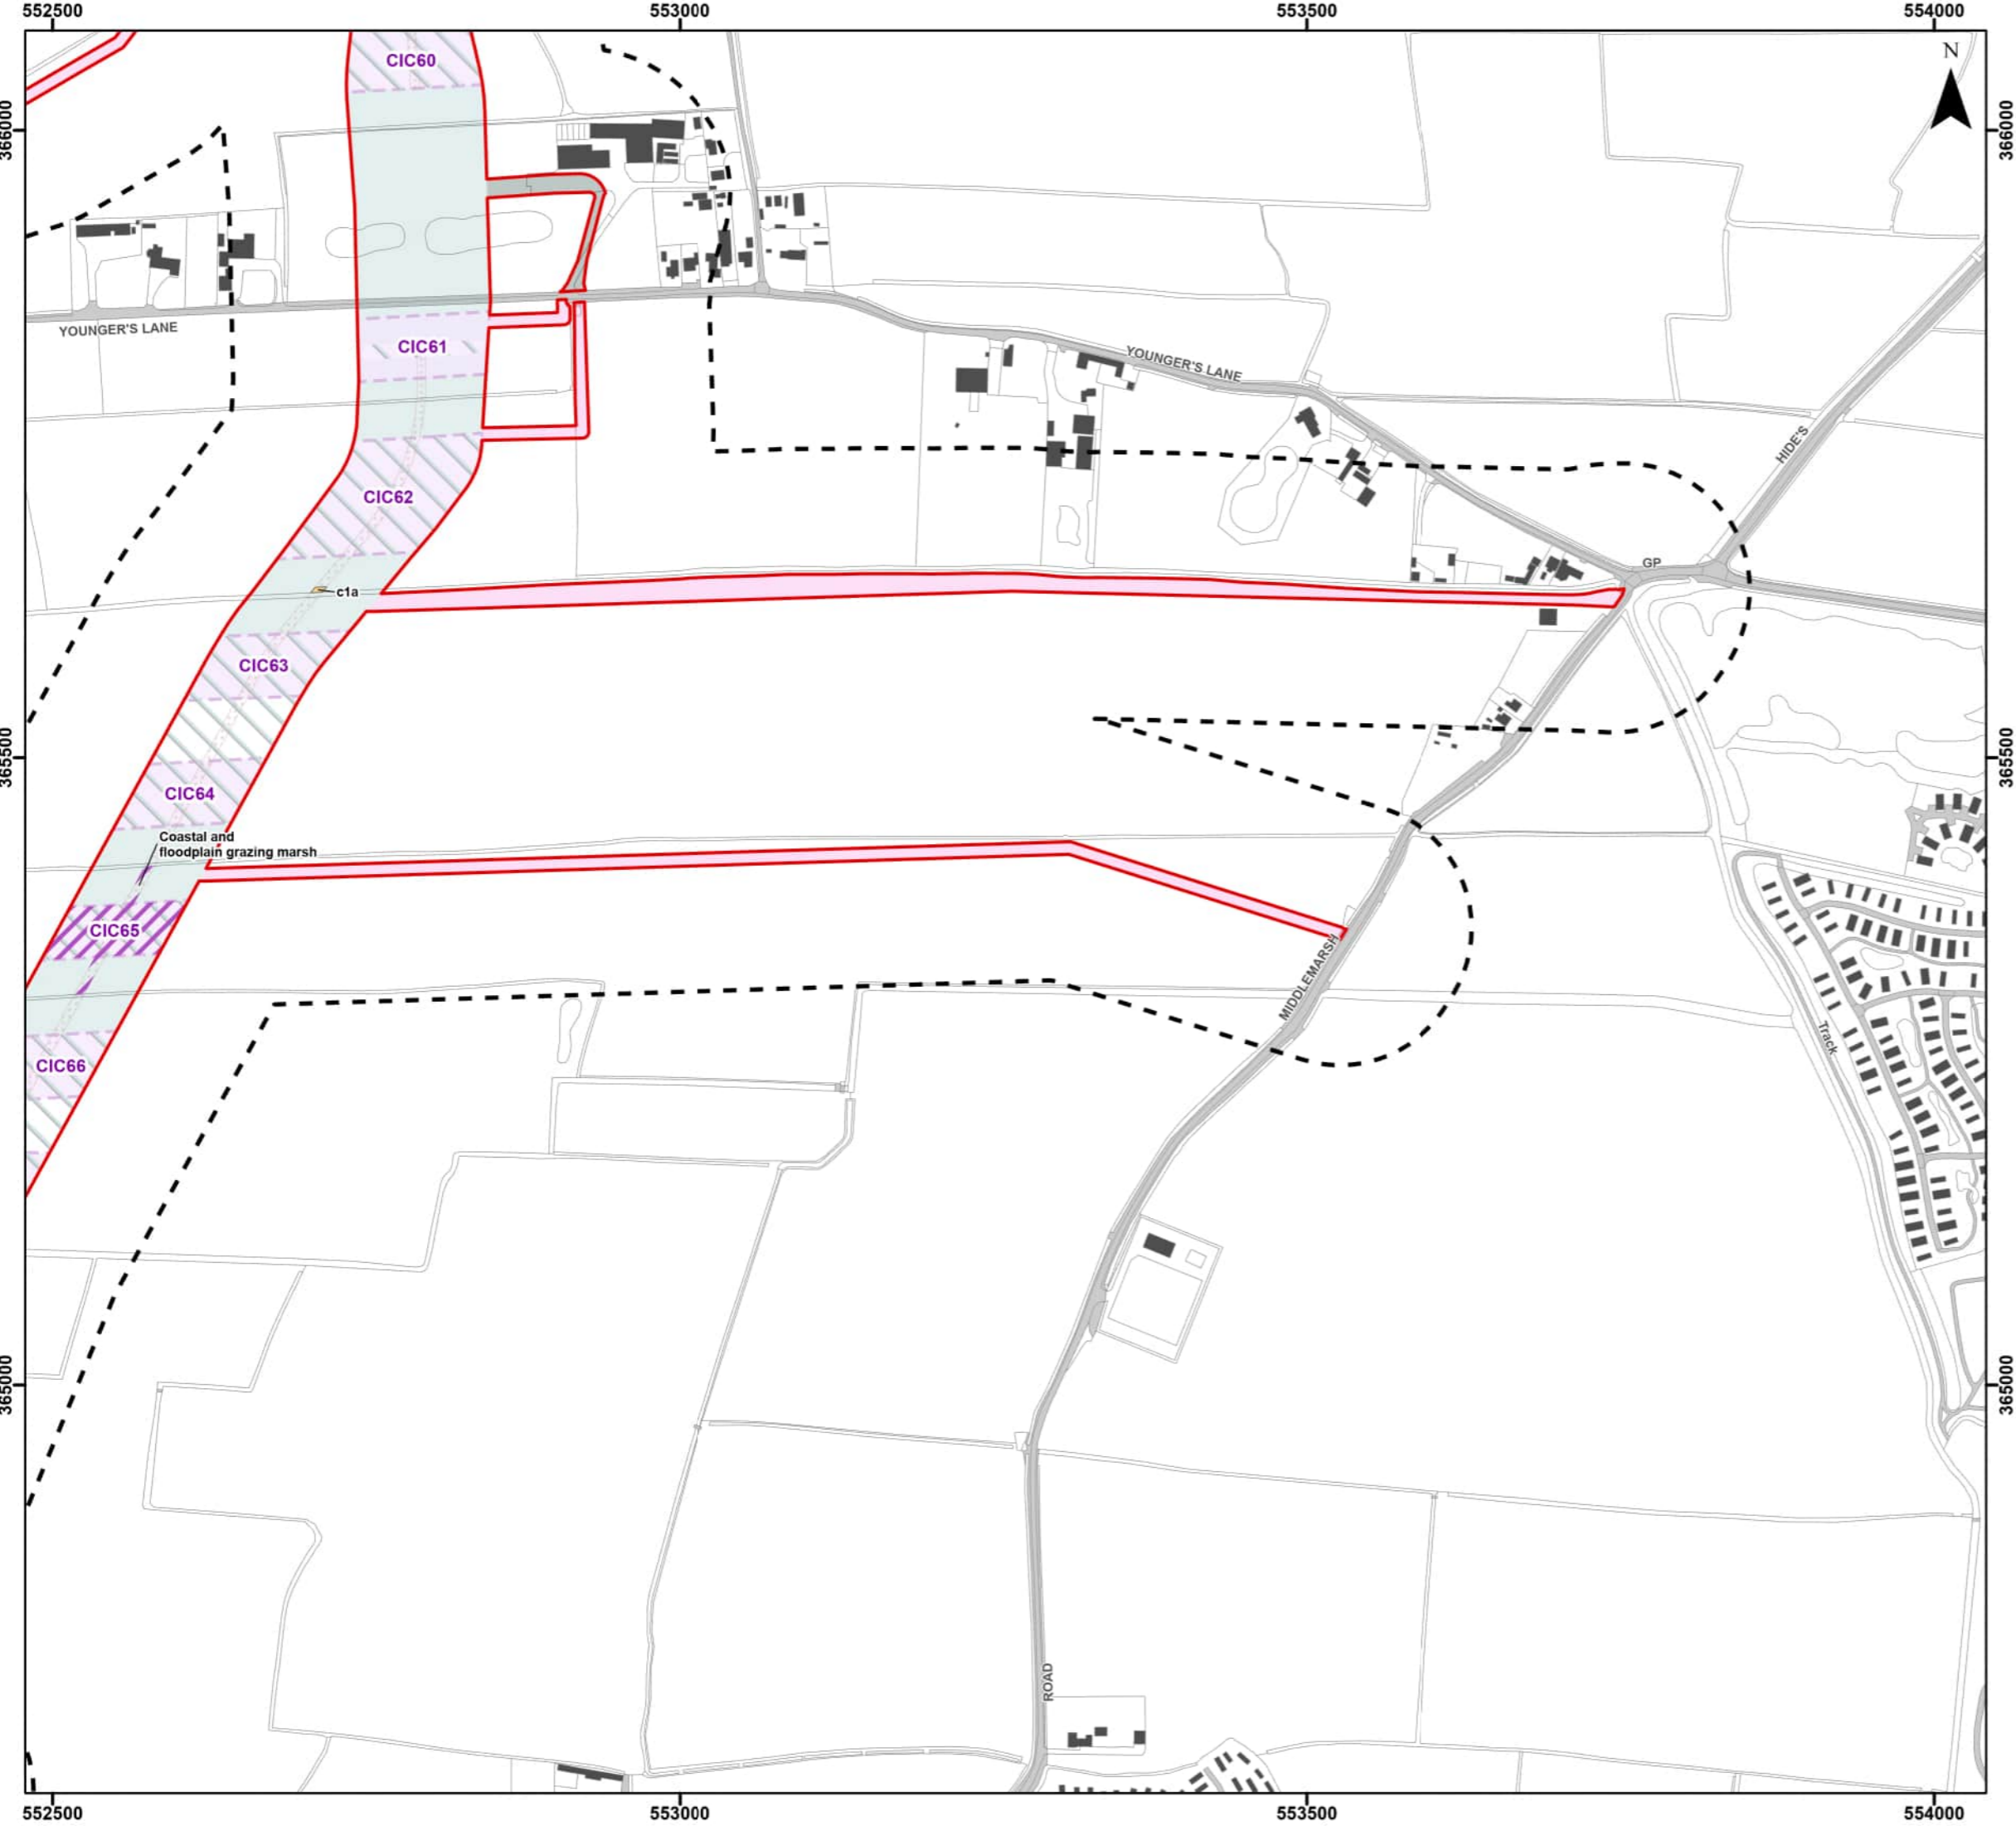 552500
553000
553500
554000
N
CIC60
366000
366000
YOUNGER'S LANE
CIC61
YOUNGER'S LANE
HIDE'S
CIC62
GP
c1a
CIC63
365500
365500
CIC64
Coastal and
floodplain grazing marsh
CIC65
MIDDLEMARSH
Track
CIC66
365000
365000
ROAD
552500
553000
553500
554000